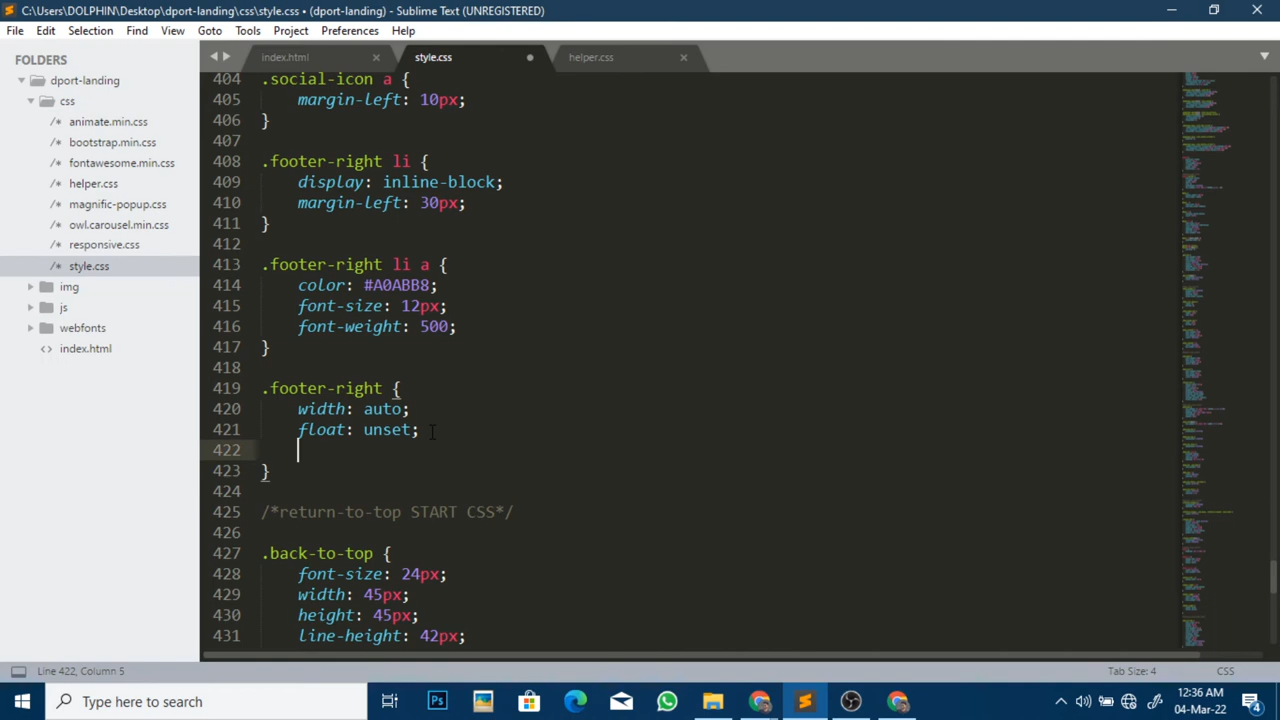 C:\Users\DOLPHIN\Desktop\dport-landing\css\style.css • (dport-landing) - Sublime Text (UNREGISTERED)
File Edit Selection Find View Goto Tools Project Preferences Help
FOLDERS
dport-landing
css
/* animate.min.css
/* bootstrap.min.css
/* fontawesome.min.css
/* helper.css
/* magnific-popup.css
/* owl.carousel.min.css
/* responsive.css
/* style.css
img
js
webfonts
<> index.html
index.html
style.css
helper.css
404 .social-icon a {
405 margin-left: 10px;
406 }
407
408 .footer-right li {
409 display: inline-block;
410 margin-left: 30px;
411 }
412
413 .footer-right li a {
414 color: #A0ABB8;
415 font-size: 12px;
416 font-weight: 500;
417 }
418
419 .footer-right {
420 width: auto;
421 float: unset;
422
423 }
424
425 /*return-to-top START CSS*/
426
427 .back-to-top {
428 font-size: 24px;
429 width: 45px;
430 height: 45px;
431 line-height: 42px;
Line 422, Column 5
Tab Size: 4
CSS
Type here to search
Ps
12:36 AM
04-Mar-22
4